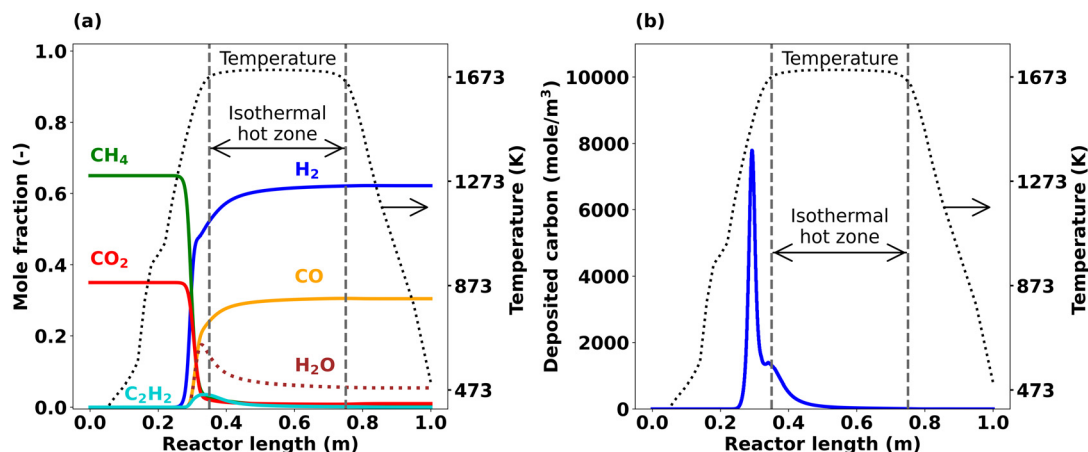 (a)
Mole fraction (-)
1.0
0.8
0.6
0.4
0.2
0.0
Temperature
Isothermal
hot zone
CH₄
H₂
CO₂
CO
H₂O
C₂H₂
1673
1273
873
473
Temperature (K)
0.0 0.2 0.4 0.6 0.8 1.0
Reactor length (m)
(b)
Deposited carbon (mole/m³)
10000
8000
6000
4000
2000
0
Temperature
Isothermal
hot zone
1673
1273
873
473
Temperature (K)
0.0 0.2 0.4 0.6 0.8 1.0
Reactor length (m)